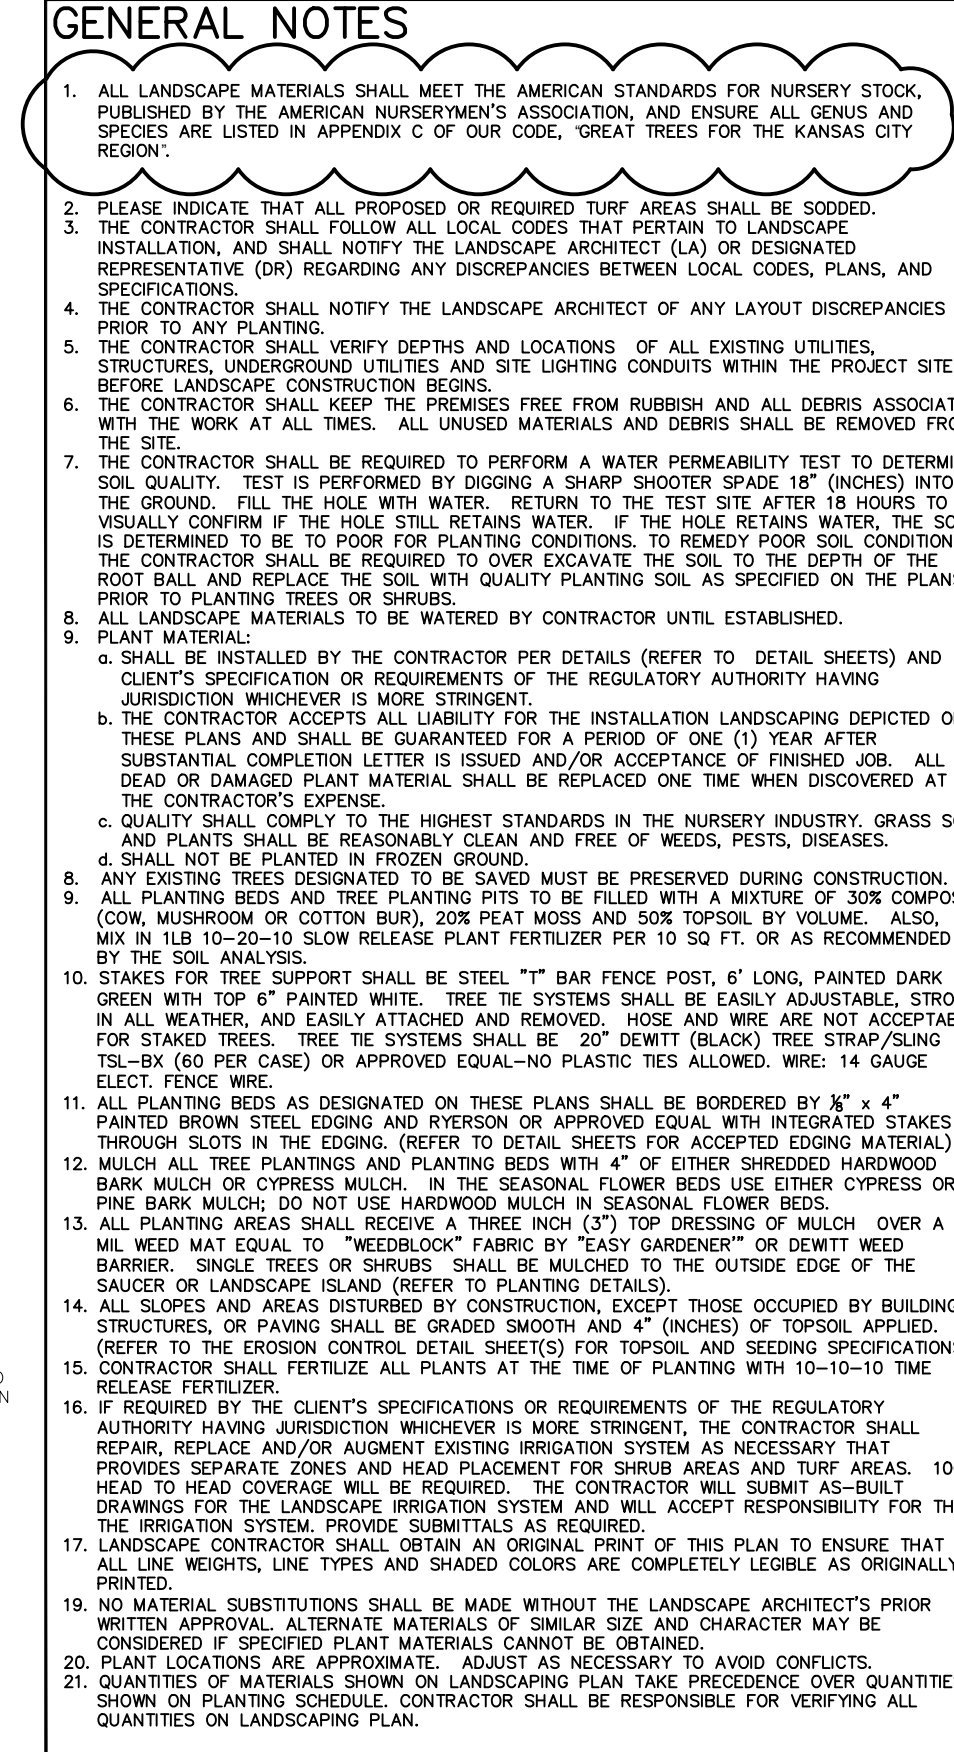 GENERAL NOTES
1. ALL LANDSCAPE MATERIALS SHALL MEET THE AMERICAN STANDARDS FOR NURSERY STOCK,
PUBLISHED BY THE AMERICAN NURSERYMEN'S ASSOCIATION, AND ENSURE ALL GENUS AND
SPECIES ARE LISTED IN APPENDIX C OF OUR CODE, "GREAT TREES FOR THE KANSAS CITY
REGION".
2. PLEASE INDICATE THAT ALL PROPOSED OR REQUIRED TURF AREAS SHALL BE SODDED.
3. THE CONTRACTOR SHALL FOLLOW ALL LOCAL CODES THAT PERTAIN TO LANDSCAPE
INSTALLATION, AND SHALL NOTIFY THE LANDSCAPE ARCHITECT (LA) OR DESIGNATED
REPRESENTATIVE (DR) REGARDING ANY DISCREPANCIES BETWEEN LOCAL CODES, PLANS, AND
SPECIFICATIONS.
4. THE CONTRACTOR SHALL NOTIFY THE LANDSCAPE ARCHITECT OF ANY LAYOUT DISCREPANCIES
PRIOR TO ANY PLANTING.
5. THE CONTRACTOR SHALL VERIFY DEPTHS AND LOCATIONS OF ALL EXISTING UTILITIES,
STRUCTURES, UNDERGROUND UTILITIES AND SITE LIGHTING CONDUITS WITHIN THE PROJECT SITE
BEFORE LANDSCAPE CONSTRUCTION BEGINS.
6. THE CONTRACTOR SHALL KEEP THE PREMISES FREE FROM RUBBISH AND ALL DEBRIS ASSOCIAT
WITH THE WORK AT ALL TIMES. ALL UNUSED MATERIALS AND DEBRIS SHALL BE REMOVED FRO
THE SITE.
7. THE CONTRACTOR SHALL BE REQUIRED TO PERFORM A WATER PERMEABILITY TEST TO DETERMI
SOIL QUALITY. TEST IS PERFORMED BY DIGGING A SHARP SHOOTER SPADE 18" (INCHES) INTO
THE GROUND. FILL THE HOLE WITH WATER. RETURN TO THE TEST SITE AFTER 18 HOURS TO
VISUALLY CONFIRM IF THE HOLE STILL RETAINS WATER. IF THE HOLE RETAINS WATER, THE SO
IS DETERMINED TO BE TO POOR FOR PLANTING CONDITIONS. TO REMEDY POOR SOIL CONDITION
THE CONTRACTOR SHALL BE REQUIRED TO OVER EXCAVATE THE SOIL TO THE DEPTH OF THE
ROOT BALL AND REPLACE THE SOIL WITH QUALITY PLANTING SOIL AS SPECIFIED ON THE PLANS
PRIOR TO PLANTING TREES OR SHRUBS.
8. ALL LANDSCAPE MATERIALS TO BE WATERED BY CONTRACTOR UNTIL ESTABLISHED.
9. PLANT MATERIAL:
a. SHALL BE INSTALLED BY THE CONTRACTOR PER DETAILS (REFER TO DETAIL SHEETS) AND
CLIENT'S SPECIFICATION OR REQUIREMENTS OF THE REGULATORY AUTHORITY HAVING
JURISDICTION WHICHEVER IS MORE STRINGENT.
b. THE CONTRACTOR ACCEPTS ALL LIABILITY FOR THE INSTALLATION LANDSCAPING DEPICTED O
THESE PLANS AND SHALL BE GUARANTEED FOR A PERIOD OF ONE (1) YEAR AFTER
SUBSTANTIAL COMPLETION LETTER IS ISSUED AND/OR ACCEPTANCE OF FINISHED JOB. ALL
DEAD OR DAMAGED PLANT MATERIAL SHALL BE REPLACED ONE TIME WHEN DISCOVERED AT
THE CONTRACTOR'S EXPENSE.
c. QUALITY SHALL COMPLY TO THE HIGHEST STANDARDS IN THE NURSERY INDUSTRY. GRASS SO
AND PLANTS SHALL BE REASONABLY CLEAN AND FREE OF WEEDS, PESTS, DISEASES.
d. SHALL NOT BE PLANTED IN FROZEN GROUND.
8. ANY EXISTING TREES DESIGNATED TO BE SAVED MUST BE PRESERVED DURING CONSTRUCTION.
9. ALL PLANTING BEDS AND TREE PLANTING PITS TO BE FILLED WITH A MIXTURE OF 30% COMPOS
(COW, MUSHROOM OR COTTON BUR), 20% PEAT MOSS AND 50% TOPSOIL BY VOLUME. ALSO,
MIX IN 1LB 10-20-10 SLOW RELEASE PLANT FERTILIZER PER 10 SQ FT. OR AS RECOMMENDED
BY THE SOIL ANALYSIS.
10. STAKES FOR TREE SUPPORT SHALL BE STEEL "T" BAR FENCE POST, 6' LONG, PAINTED DARK
GREEN WITH TOP 6" PAINTED WHITE. TREE TIE SYSTEMS SHALL BE EASILY ADJUSTABLE, STRO
IN ALL WEATHER, AND EASILY ATTACHED AND REMOVED. HOSE AND WIRE ARE NOT ACCEPTAB
FOR STAKED TREES. TREE TIE SYSTEMS SHALL BE 20" DEWITT (BLACK) TREE STRAP/SLING
TSL-BX (60 PER CASE) OR APPROVED EQUAL-NO PLASTIC TIES ALLOWED. WIRE: 14 GAUGE
ELECT. FENCE WIRE.
11. ALL PLANTING BEDS AS DESIGNATED ON THESE PLANS SHALL BE BORDERED BY ⅛" x 4"
PAINTED BROWN STEEL EDGING AND RYERSON OR APPROVED EQUAL WITH INTEGRATED STAKES
THROUGH SLOTS IN THE EDGING. (REFER TO DETAIL SHEETS FOR ACCEPTED EDGING MATERIAL)
12. MULCH ALL TREE PLANTINGS AND PLANTING BEDS WITH 4" OF EITHER SHREDDED HARDWOOD
BARK MULCH OR CYPRESS MULCH. IN THE SEASONAL FLOWER BEDS USE EITHER CYPRESS OR
PINE BARK MULCH; DO NOT USE HARDWOOD MULCH IN SEASONAL FLOWER BEDS.
13. ALL PLANTING AREAS SHALL RECEIVE A THREE INCH (3") TOP DRESSING OF MULCH OVER A
MIL WEED MAT EQUAL TO "WEEDBLOCK" FABRIC BY "EASY GARDENER'" OR DEWITT WEED
BARRIER. SINGLE TREES OR SHRUBS SHALL BE MULCHED TO THE OUTSIDE EDGE OF THE
SAUCER OR LANDSCAPE ISLAND (REFER TO PLANTING DETAILS).
14. ALL SLOPES AND AREAS DISTURBED BY CONSTRUCTION, EXCEPT THOSE OCCUPIED BY BUILDING
STRUCTURES, OR PAVING SHALL BE GRADED SMOOTH AND 4" (INCHES) OF TOPSOIL APPLIED.
(REFER TO THE EROSION CONTROL DETAIL SHEET(S) FOR TOPSOIL AND SEEDING SPECIFICATION
15. CONTRACTOR SHALL FERTILIZE ALL PLANTS AT THE TIME OF PLANTING WITH 10-10-10 TIME
RELEASE FERTILIZER.
16. IF REQUIRED BY THE CLIENT'S SPECIFICATIONS OR REQUIREMENTS OF THE REGULATORY
AUTHORITY HAVING JURISDICTION WHICHEVER IS MORE STRINGENT, THE CONTRACTOR SHALL
REPAIR, REPLACE AND/OR AUGMENT EXISTING IRRIGATION SYSTEM AS NECESSARY THAT
PROVIDES SEPARATE ZONES AND HEAD PLACEMENT FOR SHRUB AREAS AND TURF AREAS. 10
HEAD TO HEAD COVERAGE WILL BE REQUIRED. THE CONTRACTOR WILL SUBMIT AS-BUILT
DRAWINGS FOR THE LANDSCAPE IRRIGATION SYSTEM AND WILL ACCEPT RESPONSIBILITY FOR TH
THE IRRIGATION SYSTEM. PROVIDE SUBMITTALS AS REQUIRED.
17. LANDSCAPE CONTRACTOR SHALL OBTAIN AN ORIGINAL PRINT OF THIS PLAN TO ENSURE THAT
ALL LINE WEIGHTS, LINE TYPES AND SHADED COLORS ARE COMPLETELY LEGIBLE AS ORIGINALLY
PRINTED.
19. NO MATERIAL SUBSTITUTIONS SHALL BE MADE WITHOUT THE LANDSCAPE ARCHITECT'S PRIOR
WRITTEN APPROVAL. ALTERNATE MATERIALS OF SIMILAR SIZE AND CHARACTER MAY BE
CONSIDERED IF SPECIFIED PLANT MATERIALS CANNOT BE OBTAINED.
20. PLANT LOCATIONS ARE APPROXIMATE. ADJUST AS NECESSARY TO AVOID CONFLICTS.
21. QUANTITIES OF MATERIALS SHOWN ON LANDSCAPING PLAN TAKE PRECEDENCE OVER QUANTITIE
SHOWN ON PLANTING SCHEDULE. CONTRACTOR SHALL BE RESPONSIBLE FOR VERIFYING ALL
QUANTITIES ON LANDSCAPING PLAN.